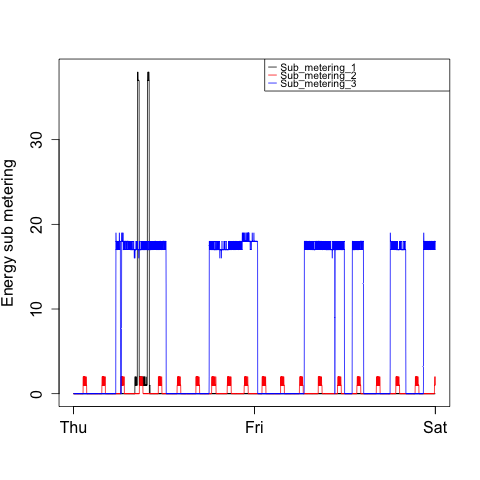 Sub_metering_1
Sub_metering_2
Sub_metering_3
Energy sub metering
30
20
10
0
Thu Fri Sat